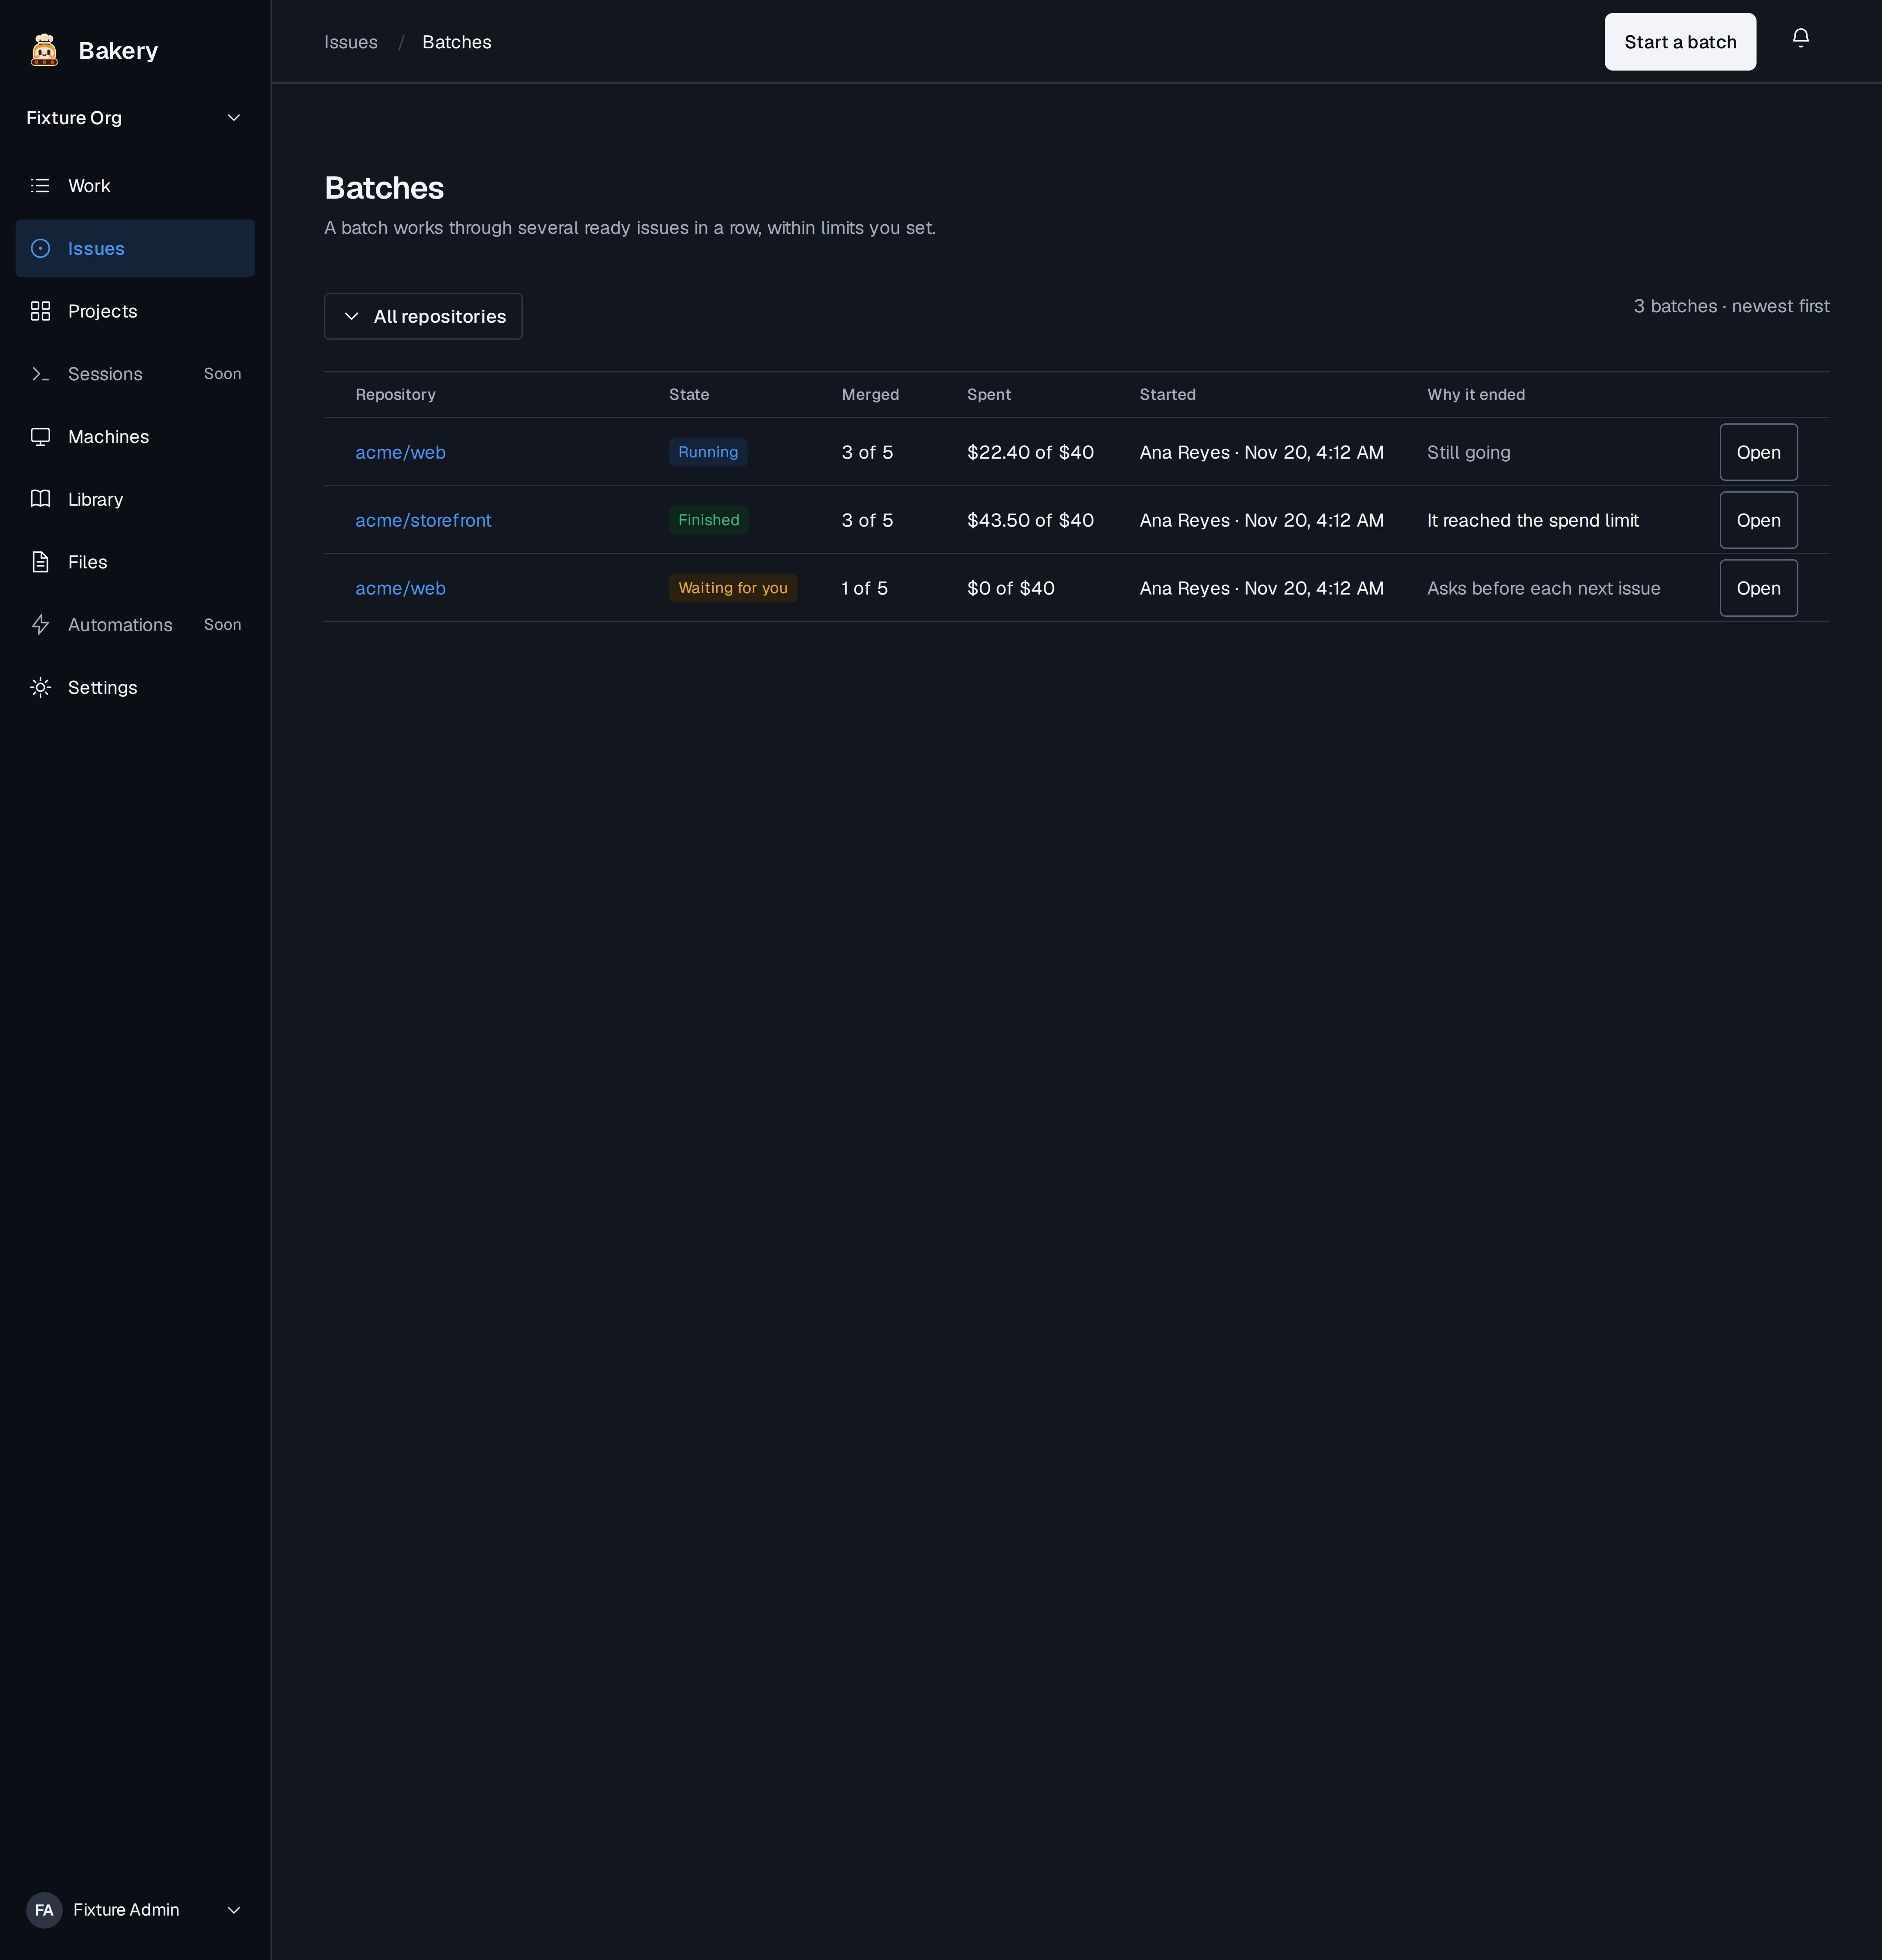 Bakery
Fixture Org
Work
Issues
Projects
Sessions Soon
Machines
Library
Files
Automations Soon
Settings
FA Fixture Admin
Issues / Batches
Start a batch
Batches
A batch works through several ready issues in a row, within limits you set.
All repositories
3 batches · newest first
Repository State Merged Spent Started Why it ended
acme/web Running 3 of 5 $22.40 of $40 Ana Reyes · Nov 20, 4:12 AM Still going Open
acme/storefront Finished 3 of 5 $43.50 of $40 Ana Reyes · Nov 20, 4:12 AM It reached the spend limit Open
acme/web Waiting for you 1 of 5 $0 of $40 Ana Reyes · Nov 20, 4:12 AM Asks before each next issue Open